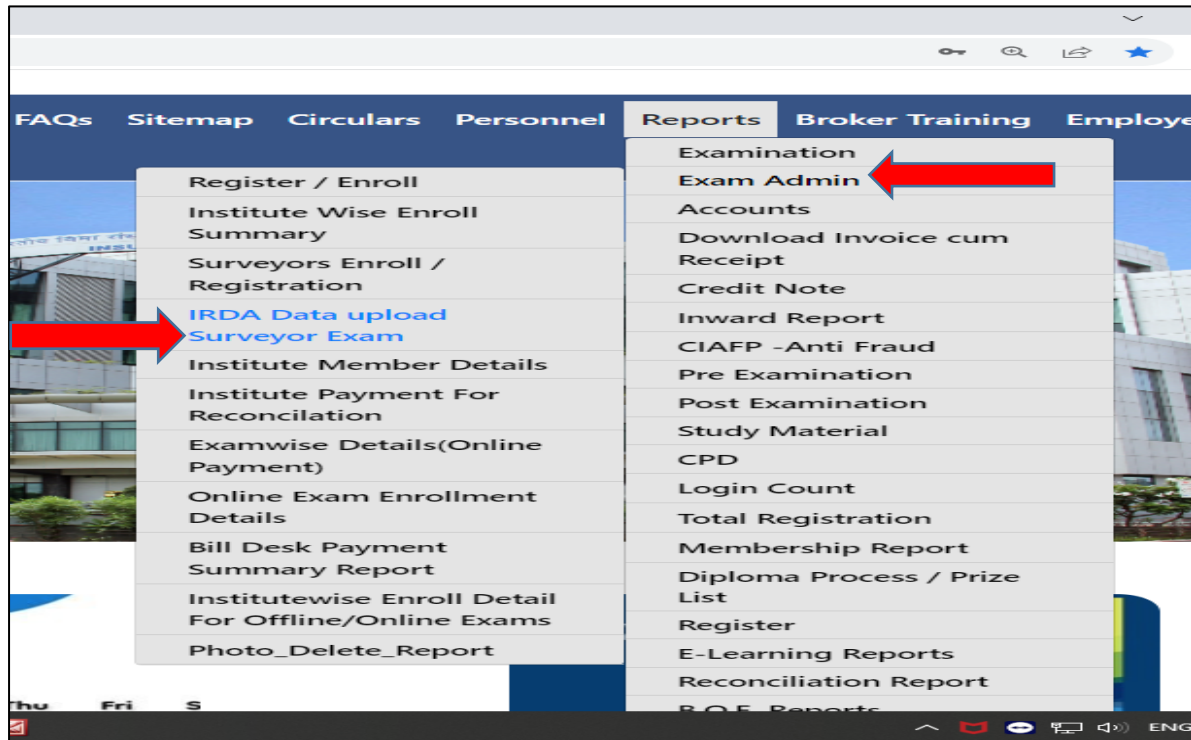 FAQs Sitemap Circulars Personnel Reports Broker Training Employe
Register / Enroll
Institute Wise Enroll
Summary
Surveyors Enroll /
Registration
IRDA Data upload
Surveyor Exam
Institute Member Details
Institute Payment For
Reconcilation
Examwise Details(Online
Payment)
Online Exam Enrollment
Details
Bill Desk Payment
Summary Report
Institutewise Enroll Detail
For Offline/Online Exams
Photo_Delete_Report
Examination
Exam Admin
Accounts
Download Invoice cum
Receipt
Credit Note
Inward Report
CIAFP -Anti Fraud
Pre Examination
Post Examination
Study Material
CPD
Login Count
Total Registration
Membership Report
Diploma Process / Prize
List
Register
E-Learning Reports
Reconciliation Report
B.O.E. Reports
Thu Fri S
ENG